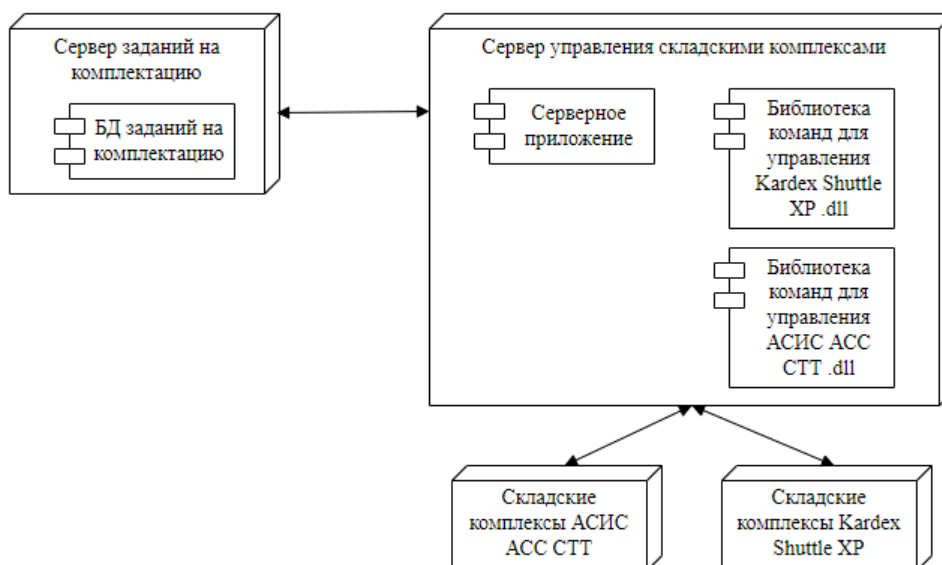 Сервер заданий на
комплектацию
БД заданий на
комплектацию
Сервер управления складскими комплексами
Серверное
приложение
Библиотека
команд для
управления
Kardex Shuttle
XP .dll
Библиотека
команд для
управления
АСИС АСС
СТТ .dll
Складские
комплексы АСИС
АСС СТТ
Складские
комплексы Kardex
Shuttle XP